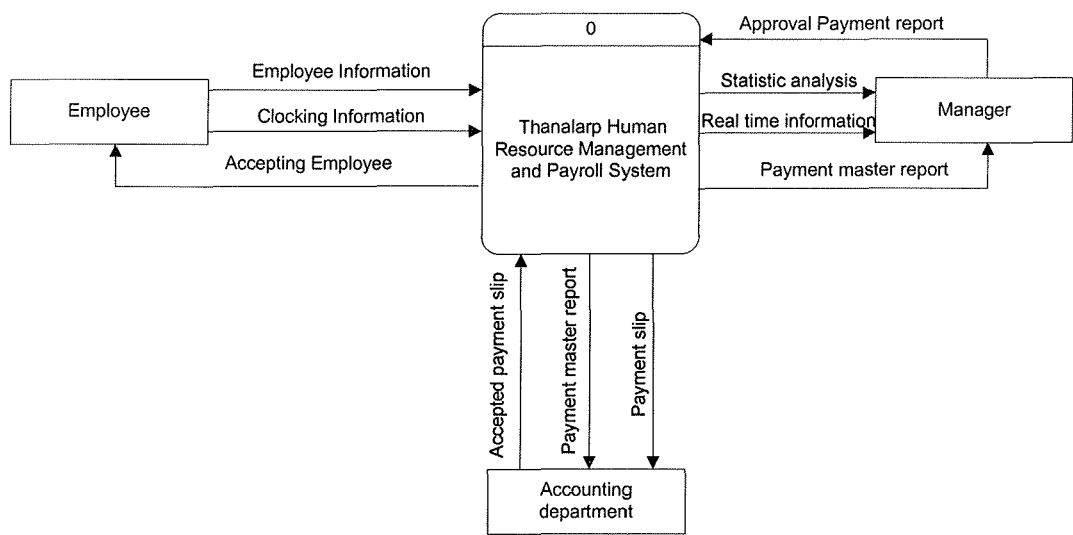 0
Approval Payment report
Employee Information
Statistic analysis
Employee
Manager
Clocking Information
Real time information
Thanalarp Human
Resource Management
and Payroll System
Accepting Employee
Payment master report
Accepted payment slip
Payment master report
Payment slip
Accounting
department